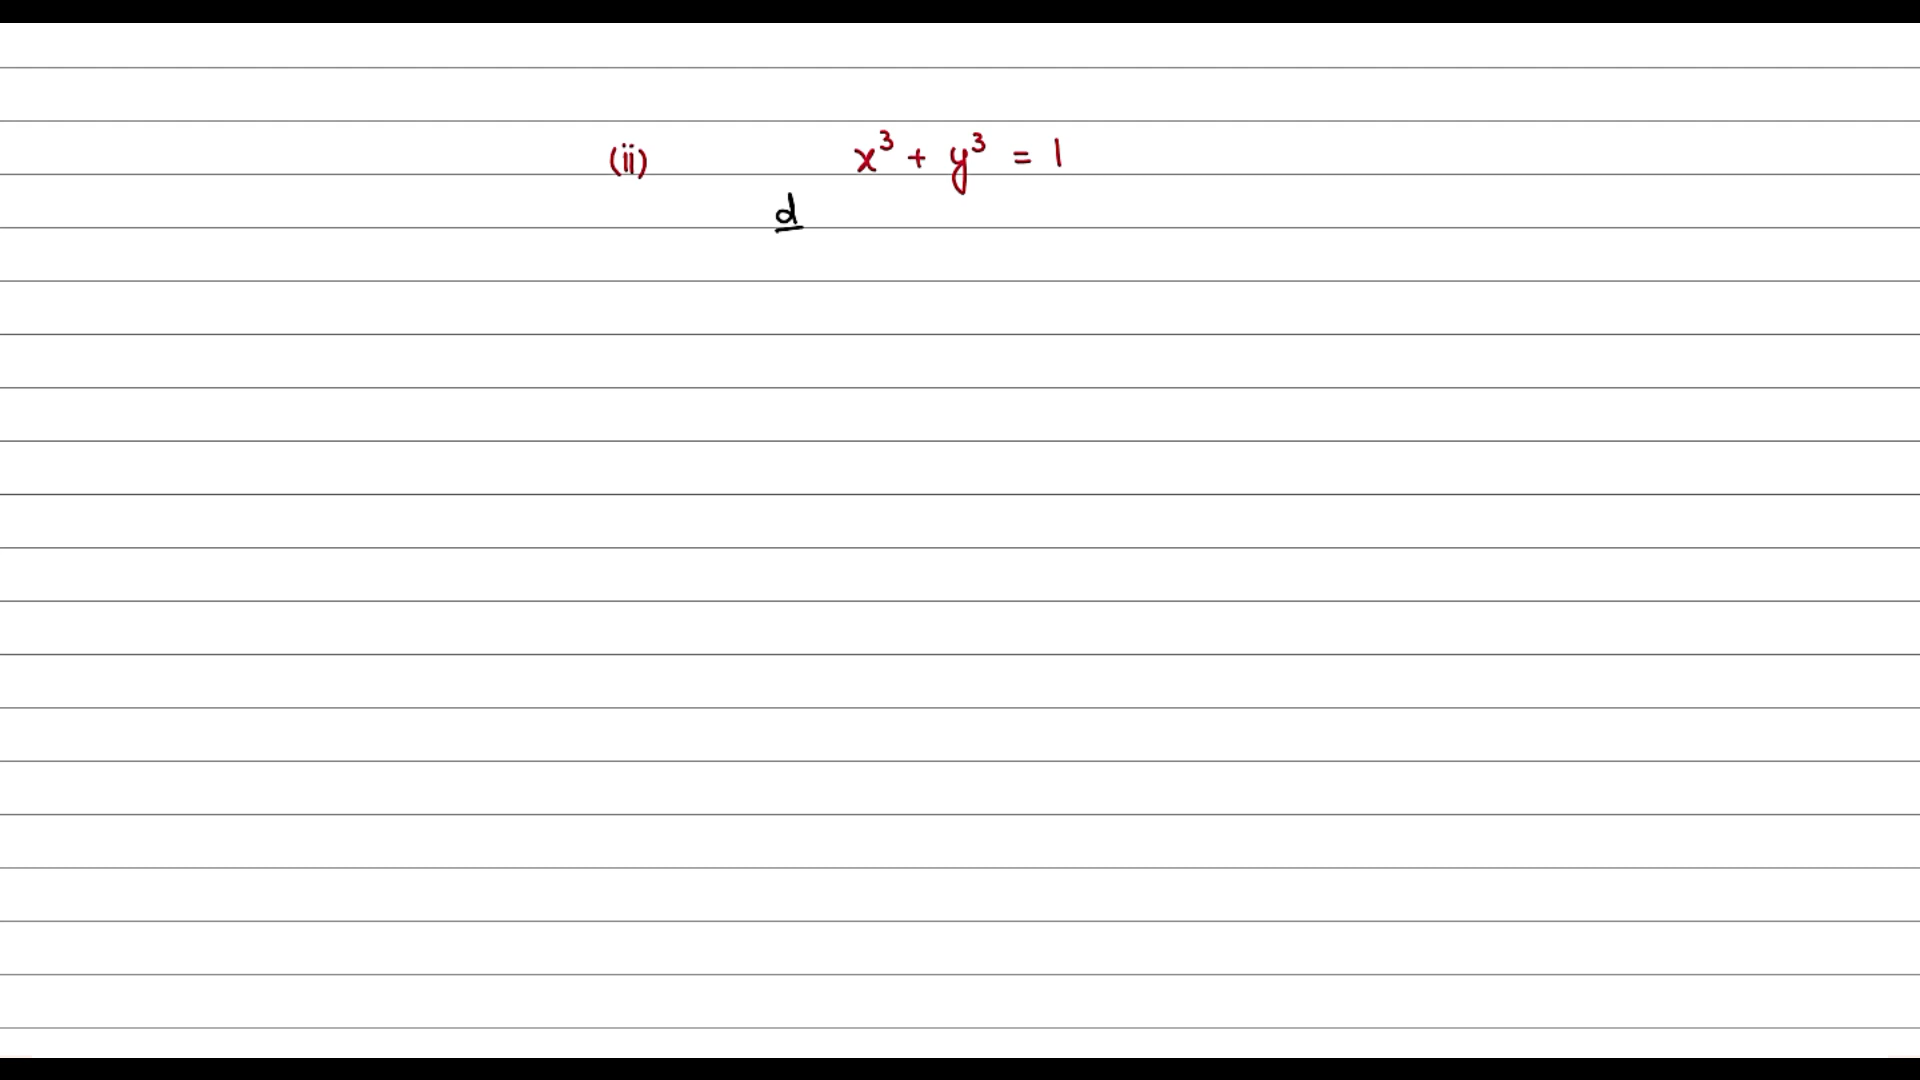 (ii) x³ + y³ = 1
d